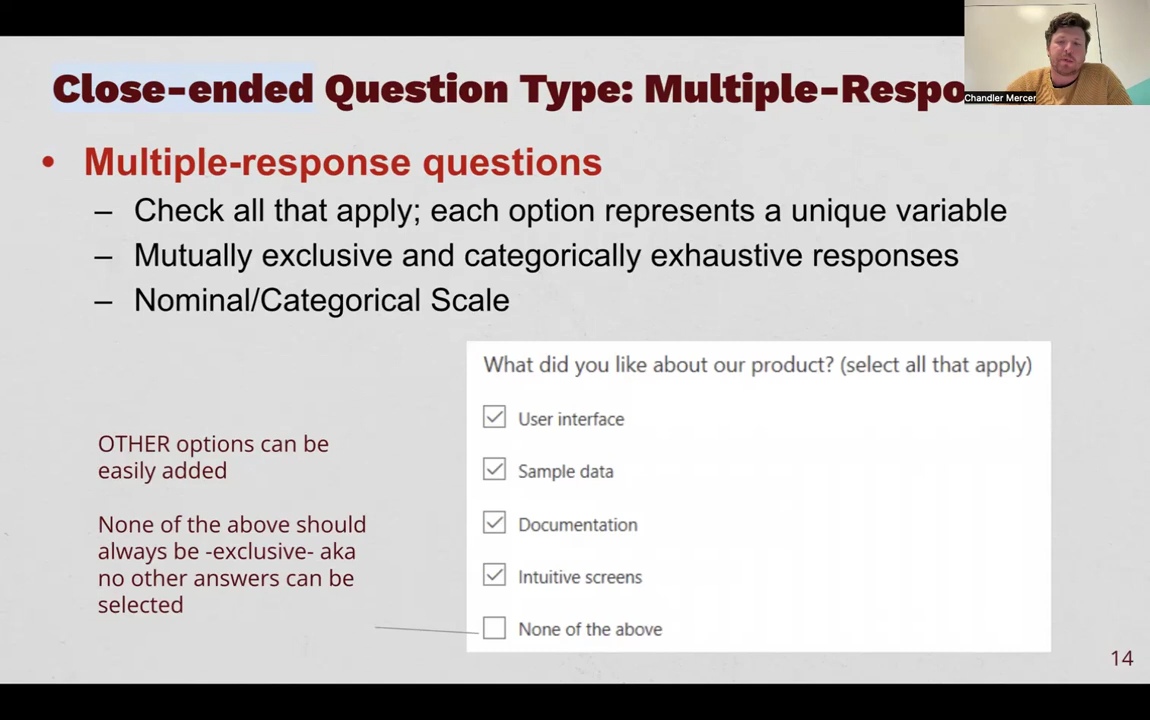 Close-ended Question Type: Multiple-Respo
Chandler Mercer
• Multiple-response questions
– Check all that apply; each option represents a unique variable
– Mutually exclusive and categorically exhaustive responses
– Nominal/Categorical Scale
What did you like about our product? (select all that apply)
User interface
Sample data
Documentation
Intuitive screens
None of the above
OTHER options can be
easily added
None of the above should
always be -exclusive- aka
no other answers can be
selected
14